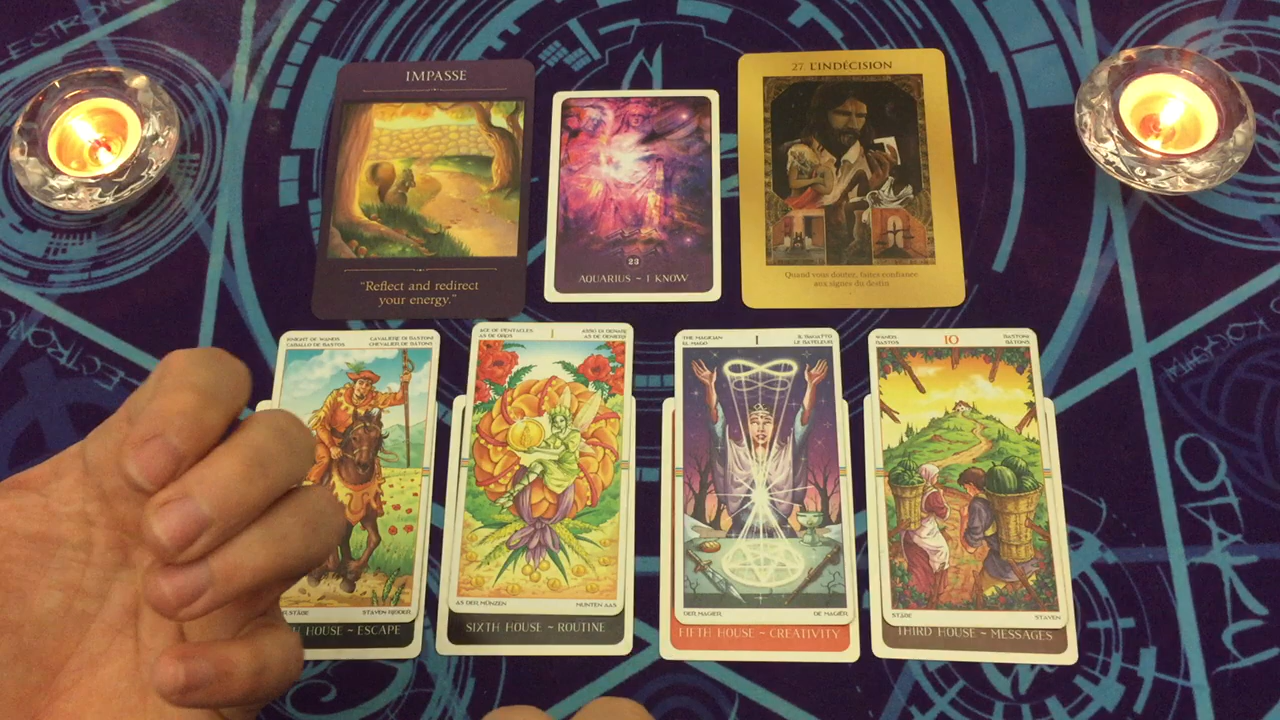 IMPASSE
"Reflect and redirect
your energy."
23
AQUARIUS ~ I KNOW
27. L'INDÉCISION
Quand vous doutez, faites confiance
aux signes du destin
KNIGHT OF WANDS CAVALIERE DI BASTONI
CABALLO DE BASTOS CHEVALIER DE BATONS
STAVEN RIDDER
HOUSE ~ ESCAPE
ACE OF PENTACLES I ASSO DI DENARI
AS DE OROS AS DE DENIERS
AS DER MÜNZEN MUNTEN AAS
SIXTH HOUSE ~ ROUTINE
THE MAGICIAN I IL BAGATTO
EL MAGO LE BATELEUR
DER MAGIER DE MAGIËR
FIFTH HOUSE ~ CREATIVITY
WANDS 10 BASTONI
BASTOS BATONS
STÄBE STAVEN
THIRD HOUSE ~ MESSAGES
ELECTRONIC
OTAKU